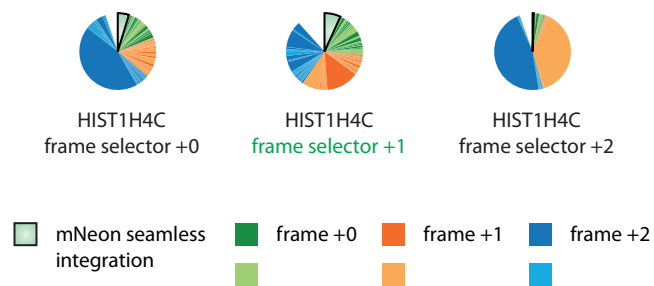 HIST1H4C
frame selector +0
HIST1H4C
frame selector +1
HIST1H4C
frame selector +2
mNeon seamless
integration
frame +0
frame +1
frame +2